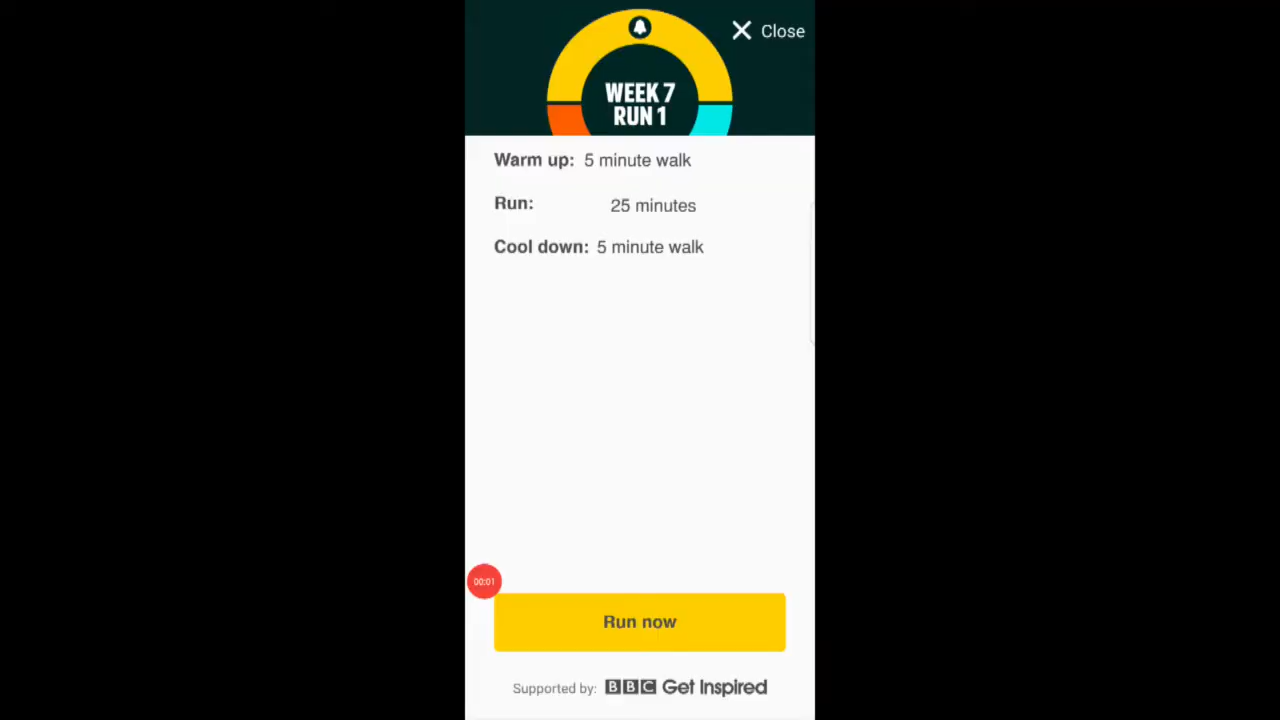 Close
WEEK 7
RUN 1
Warm up: 5 minute walk
Run: 25 minutes
Cool down: 5 minute walk
00:01
Run now
Supported by: BBC Get Inspired